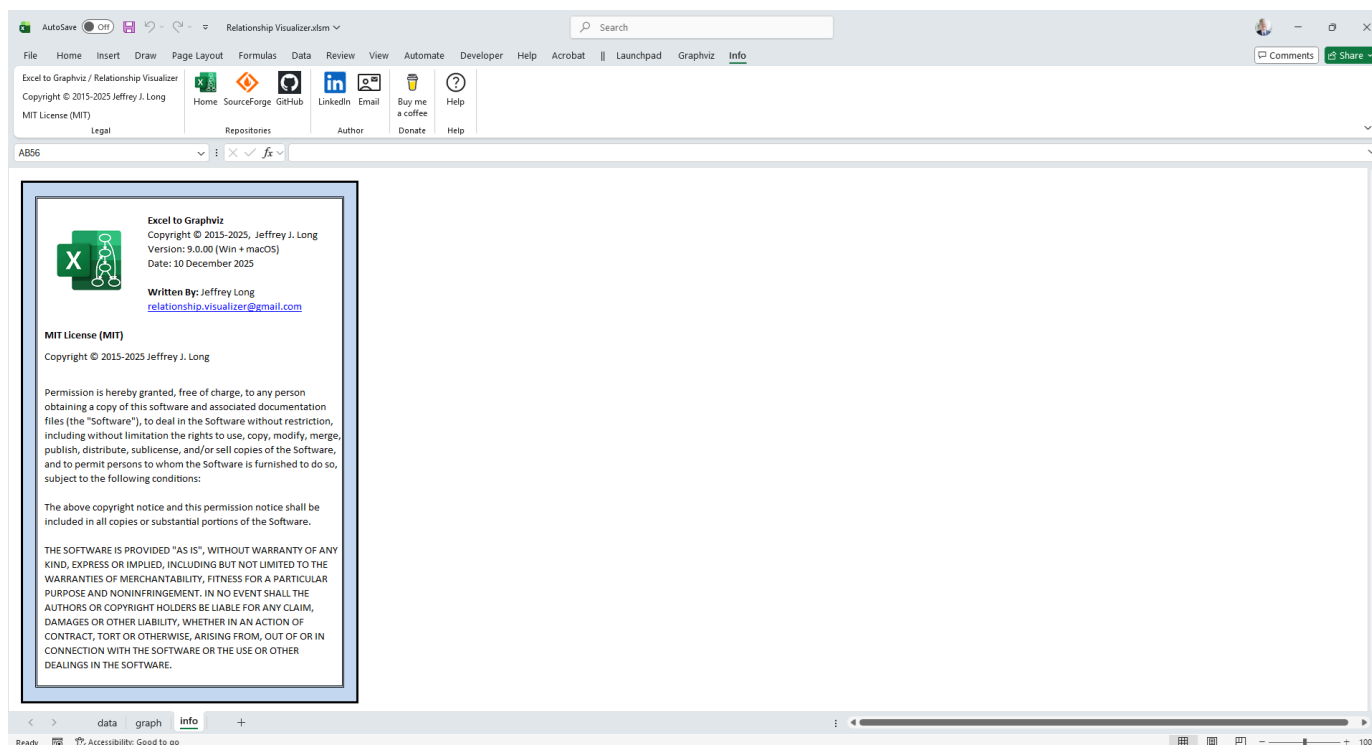 AutoSave Off Relationship Visualizer.xlsm Search
File Home Insert Draw Page Layout Formulas Data Review View Automate Developer Help Acrobat || Launchpad Graphviz Info Comments Share
Excel to Graphviz / Relationship Visualizer
Copyright © 2015-2025 Jeffrey J. Long
MIT License (MIT)
Legal
Home SourceForge GitHub
Repositories
LinkedIn Email
Author
Buy me
a coffee
Donate
Help
Help
AB56 fx
Excel to Graphviz
Copyright © 2015-2025, Jeffrey J. Long
Version: 9.0.00 (Win + macOS)
Date: 10 December 2025
Written By: Jeffrey Long
relationship.visualizer@gmail.com
X
MIT License (MIT)
Copyright © 2015-2025 Jeffrey J. Long
Permission is hereby granted, free of charge, to any person
obtaining a copy of this software and associated documentation
files (the "Software"), to deal in the Software without restriction,
including without limitation the rights to use, copy, modify, merge,
publish, distribute, sublicense, and/or sell copies of the Software,
and to permit persons to whom the Software is furnished to do so,
subject to the following conditions:
The above copyright notice and this permission notice shall be
included in all copies or substantial portions of the Software.
THE SOFTWARE IS PROVIDED "AS IS", WITHOUT WARRANTY OF ANY
KIND, EXPRESS OR IMPLIED, INCLUDING BUT NOT LIMITED TO THE
WARRANTIES OF MERCHANTABILITY, FITNESS FOR A PARTICULAR
PURPOSE AND NONINFRINGEMENT. IN NO EVENT SHALL THE
AUTHORS OR COPYRIGHT HOLDERS BE LIABLE FOR ANY CLAIM,
DAMAGES OR OTHER LIABILITY, WHETHER IN AN ACTION OF
CONTRACT, TORT OR OTHERWISE, ARISING FROM, OUT OF OR IN
CONNECTION WITH THE SOFTWARE OR THE USE OR OTHER
DEALINGS IN THE SOFTWARE.
data graph info
Ready Accessibility: Good to go 100